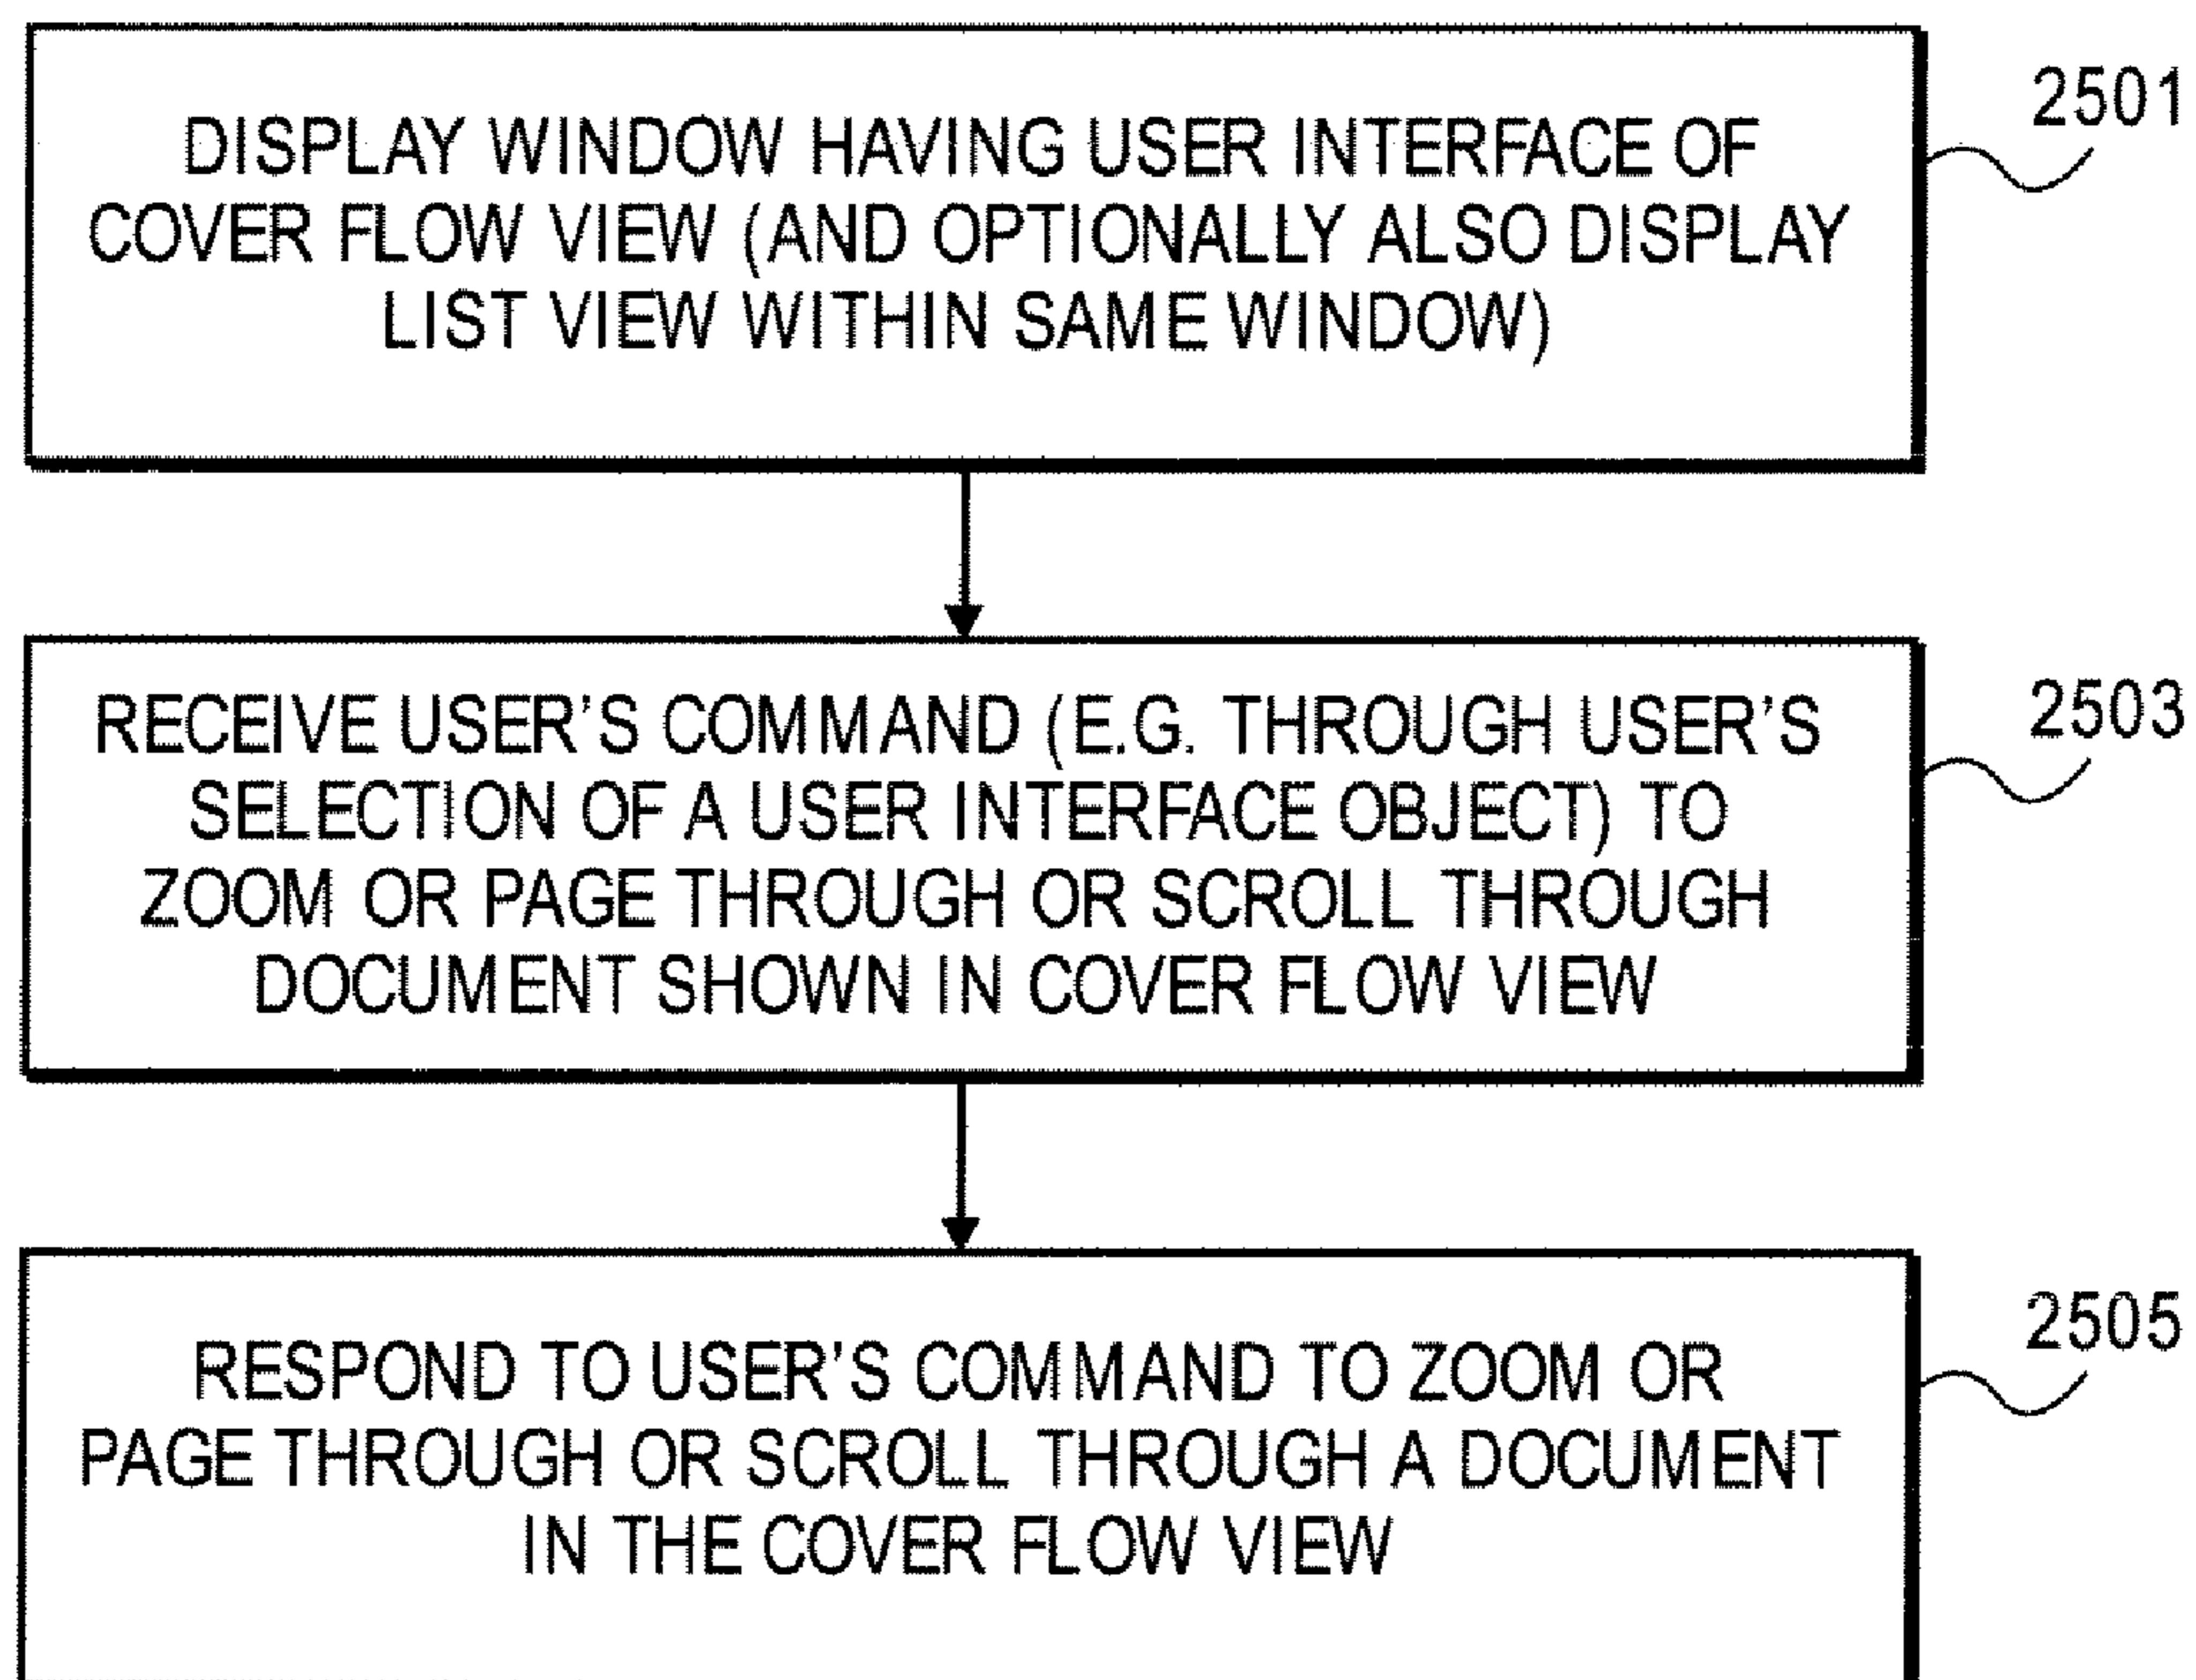 DISPLAY WINDOW HAVING USER INTERFACE OF
COVER FLOW VIEW (AND OPTIONALLY ALSO DISPLAY
LIST VIEW WITHIN SAME WINDOW)
2501
RECEIVE USER'S COMMAND (E.G. THROUGH USER'S
SELECTION OF A USER INTERFACE OBJECT) TO
ZOOM OR PAGE THROUGH OR SCROLL THROUGH
DOCUMENT SHOWN IN COVER FLOW VIEW
2503
RESPOND TO USER'S COMMAND TO ZOOM OR
PAGE THROUGH OR SCROLL THROUGH A DOCUMENT
IN THE COVER FLOW VIEW
2505